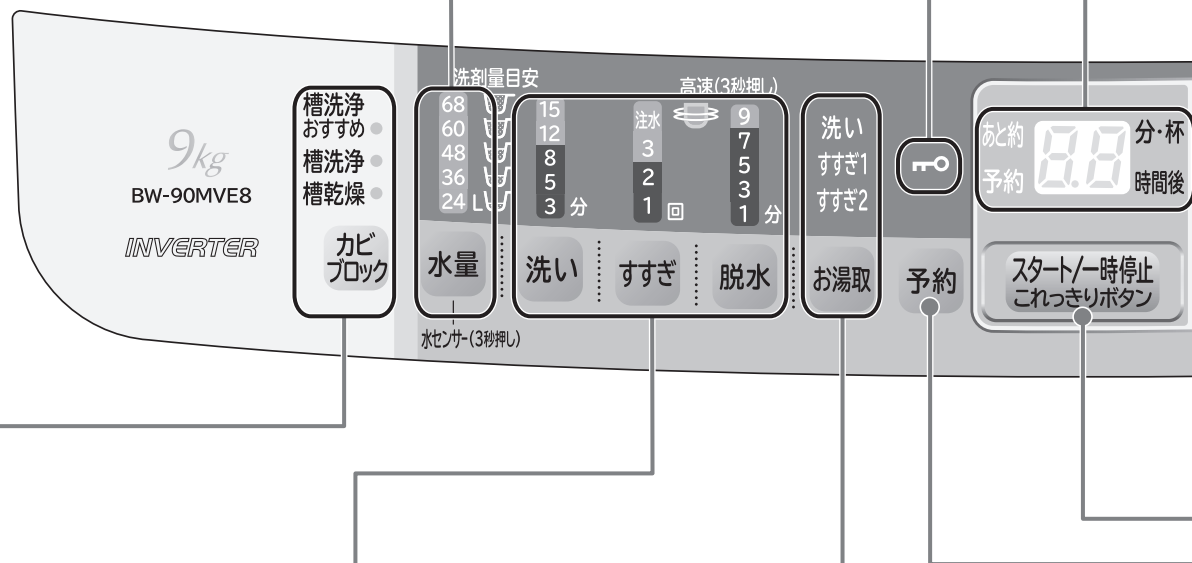 洗剤量目安
高速(3秒押し)
槽洗浄
おすすめ
槽洗浄
槽乾燥
カビ
ブロック
9kg
BW-90MVE8
INVERTER
68
60
48
36
24 L
水量
水センサー(3秒押し)
15
12
8
5
3 分
洗い
注水
3
2
1 回
すすぎ
9
7
5
3
1 分
脱水
洗い
すすぎ1
すすぎ2
お湯取
予約
あと約 8.8 分・杯
予約 時間後
スタート/一時停止
これっきりボタン